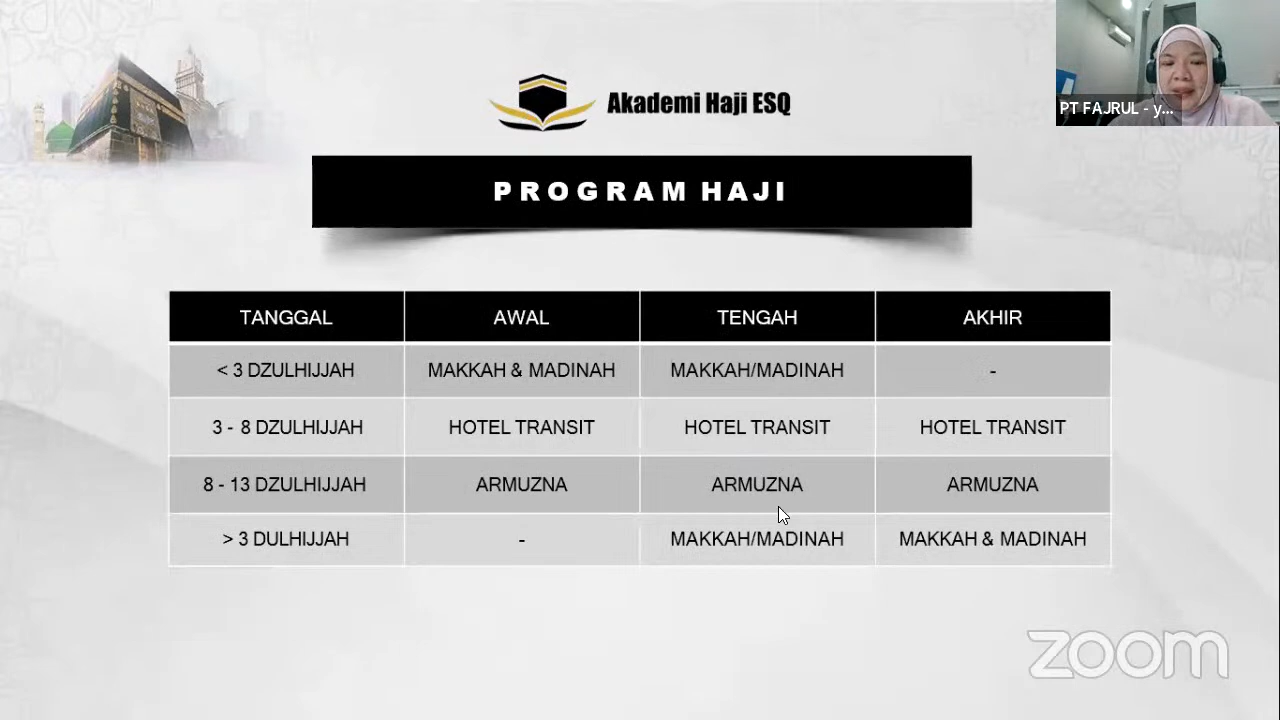 PT FAJRUL - y...
Akademi Haji ESQ
PROGRAM HAJI
TANGGAL AWAL TENGAH AKHIR
< 3 DZULHIJJAH MAKKAH & MADINAH MAKKAH/MADINAH -
3 - 8 DZULHIJJAH HOTEL TRANSIT HOTEL TRANSIT HOTEL TRANSIT
8 - 13 DZULHIJJAH ARMUZNA ARMUZNA ARMUZNA
> 3 DULHIJJAH - MAKKAH/MADINAH MAKKAH & MADINAH
zoom